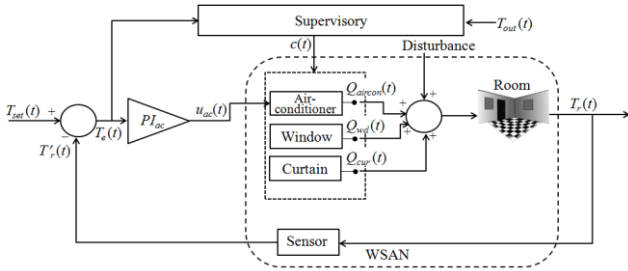 Supervisory
T_out(t)
c(t)
Disturbance
Room
T_set(t)
+
−
T_e(t)
T'_r(t)
PI_ac
u_ac(t)
Air-
conditioner
Q_aircon(t)
Window
Q_wd(t)
Curtain
Q_cur(t)
+
+
+
+
T_r(t)
Sensor
WSAN